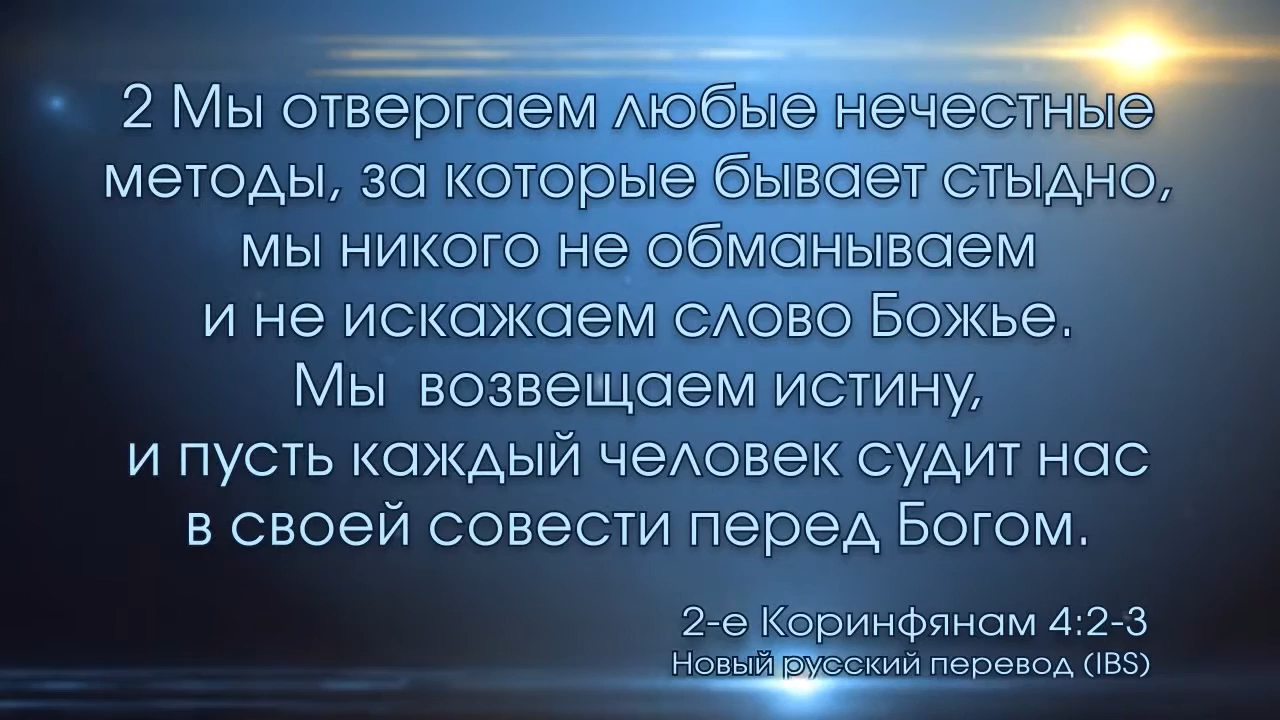 2 Мы отвергаем любые нечестные
методы, за которые бывает стыдно,
мы никого не обманываем
и не искажаем слово Божье.
Мы  возвещаем истину,
и пусть каждый человек судит нас
в своей совести перед Богом.
2-е Коринфянам 4:2-3
Новый русский перевод (IBS)